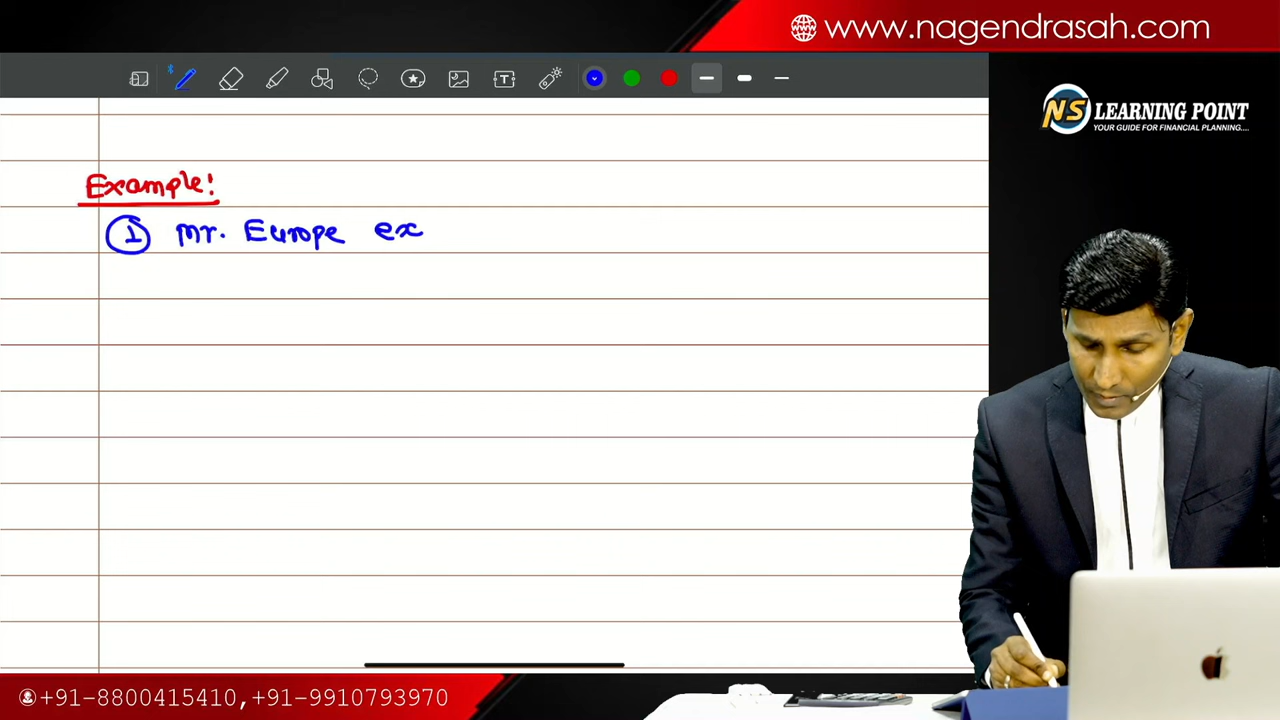 www.nagendrasah.com
NS LEARNING POINT
YOUR GUIDE FOR FINANCIAL PLANNING....
Example:
① Mr. Europe ex
+91-8800415410,+91-9910793970